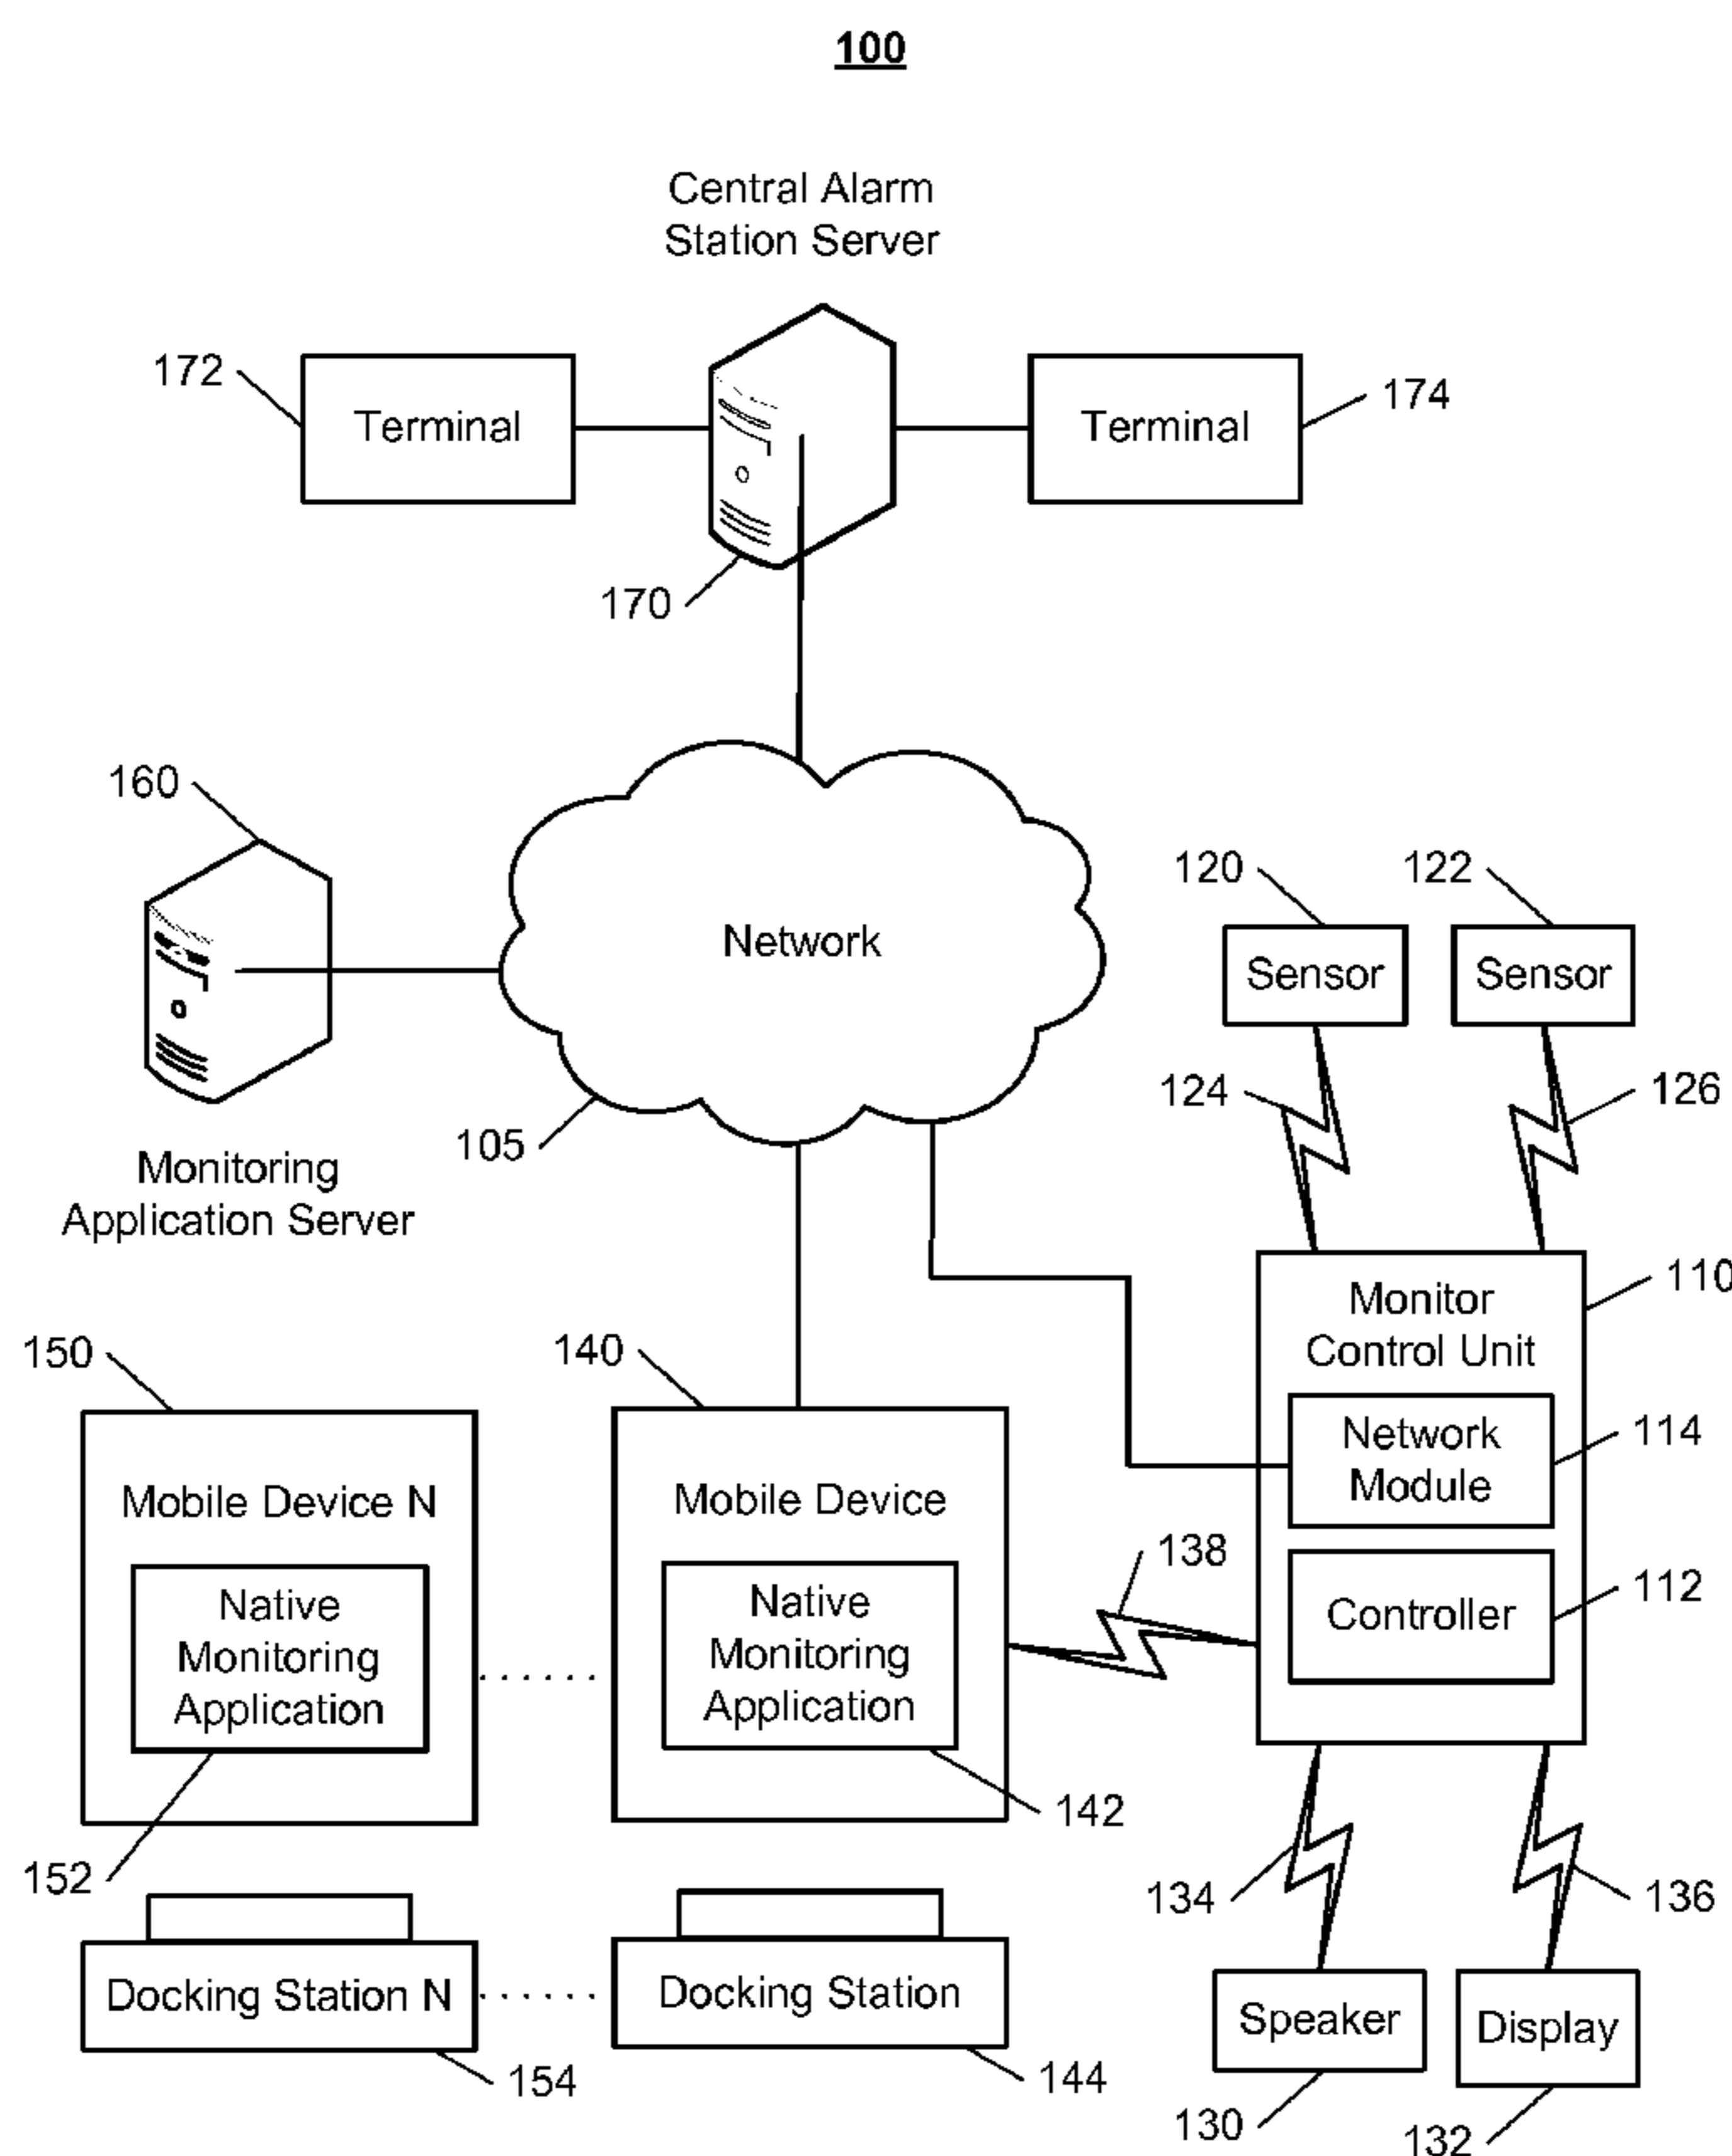 100
Central Alarm
Station Server
172
Terminal
Terminal
174
170
160
Network
105
Monitoring
Application Server
120
122
Sensor
Sensor
124
126
110
Monitor
Control Unit
Network
Module
114
Controller
112
150
Mobile Device N
Native
Monitoring
Application
152
140
Mobile Device
Native
Monitoring
Application
142
138
134
136
Docking Station N
154
Docking Station
144
Speaker
130
Display
132